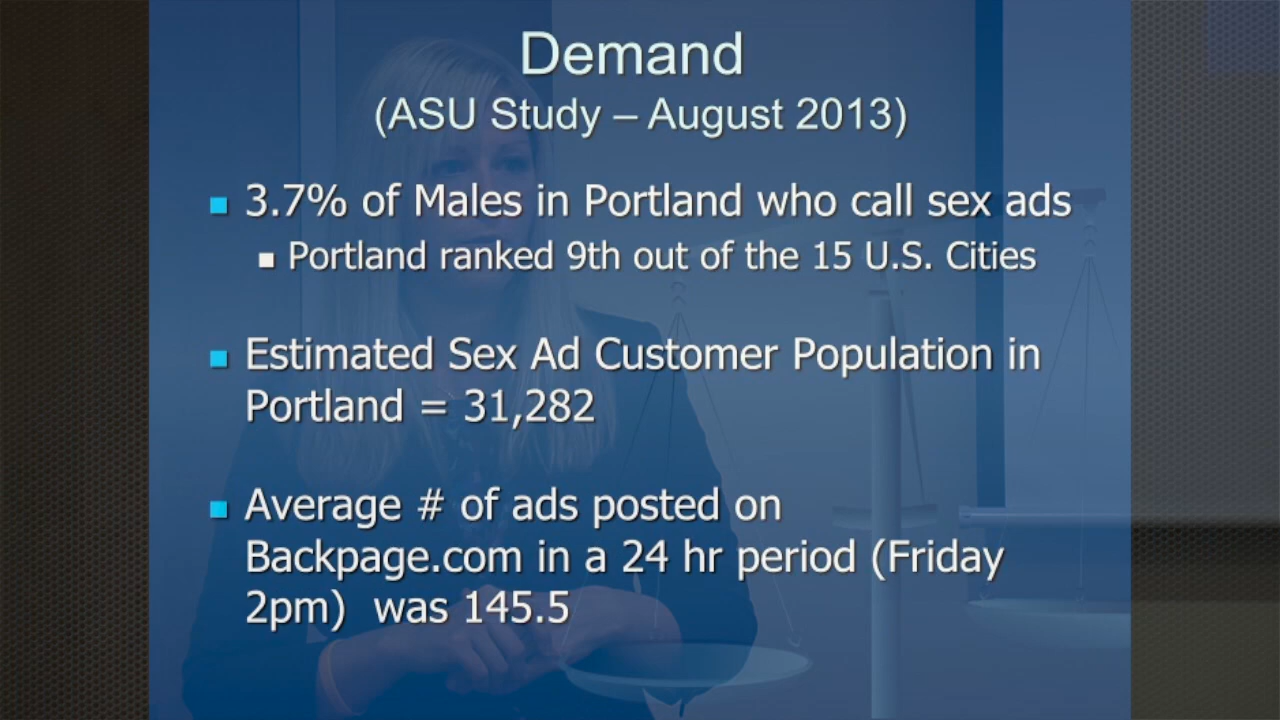 Demand
(ASU Study – August 2013)
3.7% of Males in Portland who call sex ads
Portland ranked 9th out of the 15 U.S. Cities
Estimated Sex Ad Customer Population in
Portland = 31,282
Average # of ads posted on
Backpage.com in a 24 hr period (Friday
2pm) was 145.5